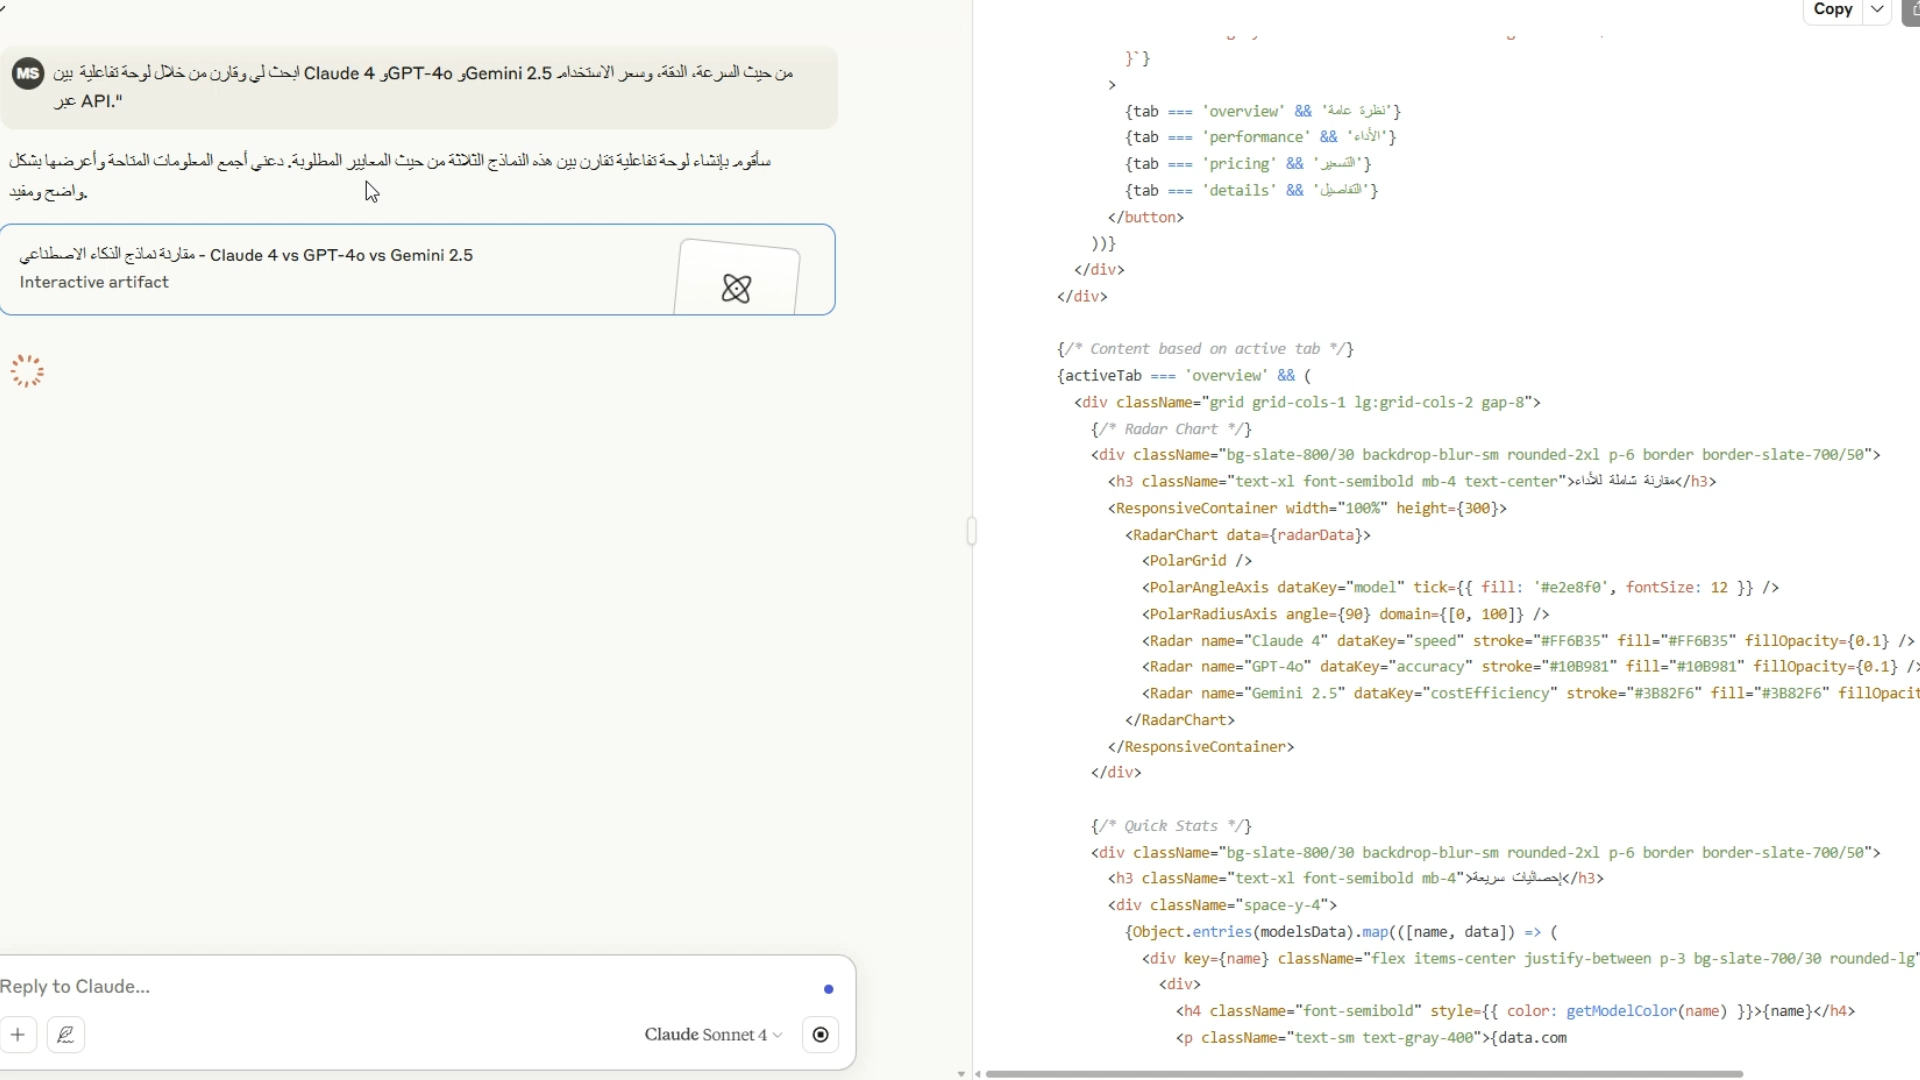 MS
ابحث لي وقارن من خلال لوحة تفاعلية بين Claude 4 وGPT-4o وGemini 2.5 من حيث السرعة، الدقة، وسعر الاستخدام
عبر API."
سأقوم بإنشاء لوحة تفاعلية تقارن بين هذه النماذج الثلاثة من حيث المعايير المطلوبة. دعني أجمع المعلومات المتاحة وأعرضها بشكل
واضح ومفيد.
مقارنة نماذج الذكاء الاصطناعي - Claude 4 vs GPT-4o vs Gemini 2.5
Interactive artifact
Reply to Claude...
Claude Sonnet 4
Copy
}`}
>
{tab === 'overview' && 'نظرة عامة'}
{tab === 'performance' && 'الأداء'}
{tab === 'pricing' && 'التسعير'}
{tab === 'details' && 'التفاصيل'}
</button>
))}
</div>
</div>
{/* Content based on active tab */}
{activeTab === 'overview' && (
<div className="grid grid-cols-1 lg:grid-cols-2 gap-8">
{/* Radar Chart */}
<div className="bg-slate-800/30 backdrop-blur-sm rounded-2xl p-6 border border-slate-700/50">
<h3 className="text-xl font-semibold mb-4 text-center">مقارنة شاملة للأداء</h3>
<ResponsiveContainer width="100%" height={300}>
<RadarChart data={radarData}>
<PolarGrid />
<PolarAngleAxis dataKey="model" tick={{ fill: '#e2e8f0', fontSize: 12 }} />
<PolarRadiusAxis angle={90} domain={[0, 100]} />
<Radar name="Claude 4" dataKey="speed" stroke="#FF6B35" fill="#FF6B35" fillOpacity={0.1} />
<Radar name="GPT-4o" dataKey="accuracy" stroke="#10B981" fill="#10B981" fillOpacity={0.1} />
<Radar name="Gemini 2.5" dataKey="costEfficiency" stroke="#3B82F6" fill="#3B82F6" fillOpacit
</RadarChart>
</ResponsiveContainer>
</div>
{/* Quick Stats */}
<div className="bg-slate-800/30 backdrop-blur-sm rounded-2xl p-6 border border-slate-700/50">
<h3 className="text-xl font-semibold mb-4">إحصائيات سريعة</h3>
<div className="space-y-4">
{Object.entries(modelsData).map(([name, data]) => (
<div key={name} className="flex items-center justify-between p-3 bg-slate-700/30 rounded-lg"
<div>
<h4 className="font-semibold" style={{ color: getModelColor(name) }}>{name}</h4>
<p className="text-sm text-gray-400">{data.com